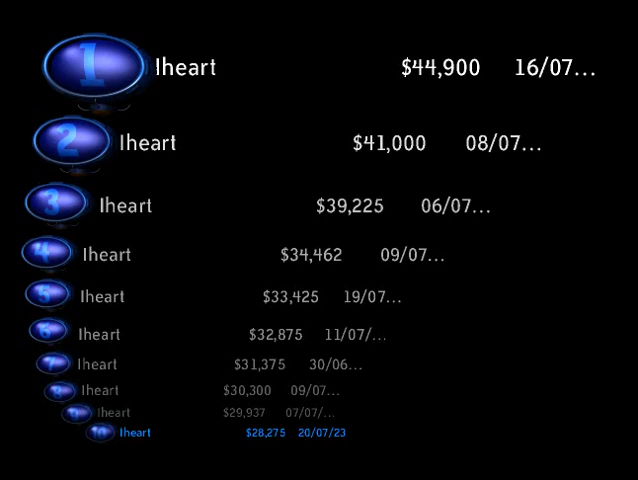 1 Iheart $44,900 16/07...
2 Iheart $41,000 08/07...
3 Iheart $39,225 06/07...
4 Iheart $34,462 09/07...
5 Iheart $33,425 19/07...
6 Iheart $32,875 11/07/...
7 Iheart $31,375 30/06...
8 Iheart $30,300 09/07...
9 Iheart $29,937 07/07/...
10 Iheart $28,275 20/07/23